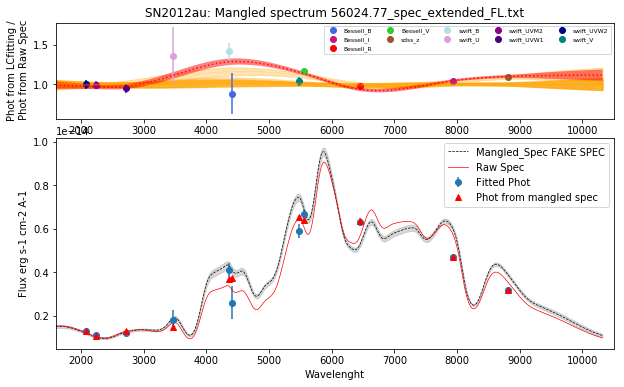 SN2012au: Mangled spectrum 56024.77_spec_extended_FL.txt
Phot from LCfitting /
Phot from Raw Spec
1.5
1.0
Bessell_B
Bessell_I
Bessell_R
Bessell_V
sdss_z
swift_B
swift_U
swift_UVM2
swift_UVW1
swift_UVW2
swift_V
2000 3000 4000 5000 6000 7000 8000 9000 10000
1e−14
Flux erg s-1 cm-2 A-1
1.0
0.8
0.6
0.4
0.2
Mangled_Spec FAKE SPEC
Raw Spec
Fitted Phot
Phot from mangled spec
2000 3000 4000 5000 6000 7000 8000 9000 10000
Wavelenght